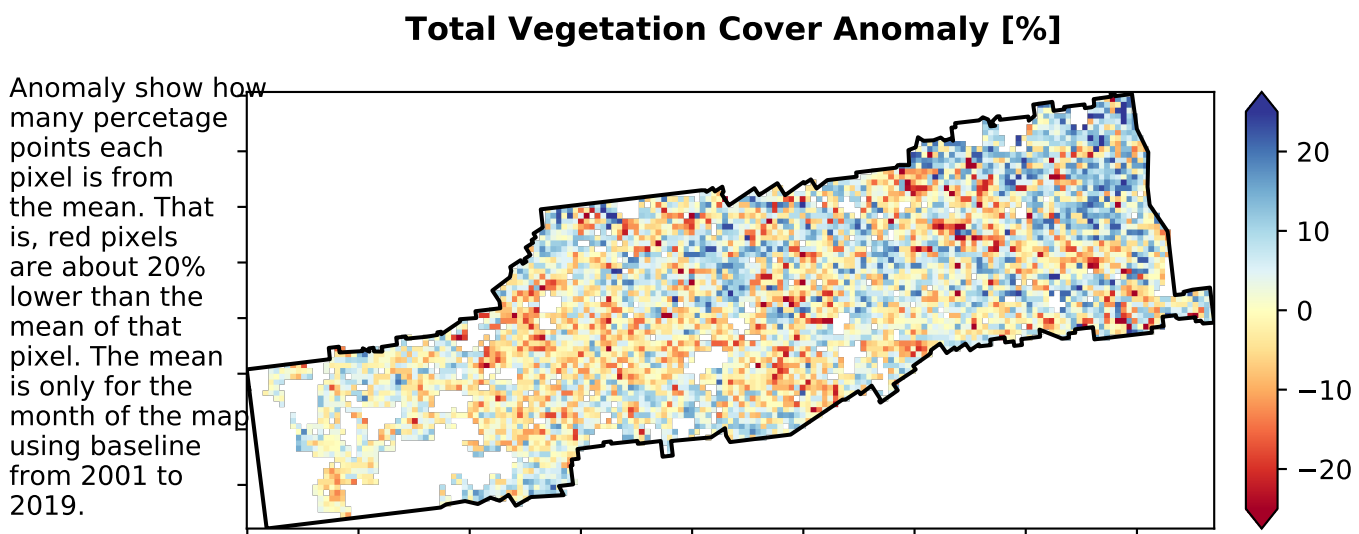 Total Vegetation Cover Anomaly [%]
Anomaly show how
many percetage
points each
pixel is from
the mean. That
is, red pixels
are about 20%
lower than the
mean of that
pixel. The mean
is only for the
month of the map
using baseline
from 2001 to
2019.
20
10
0
−10
−20